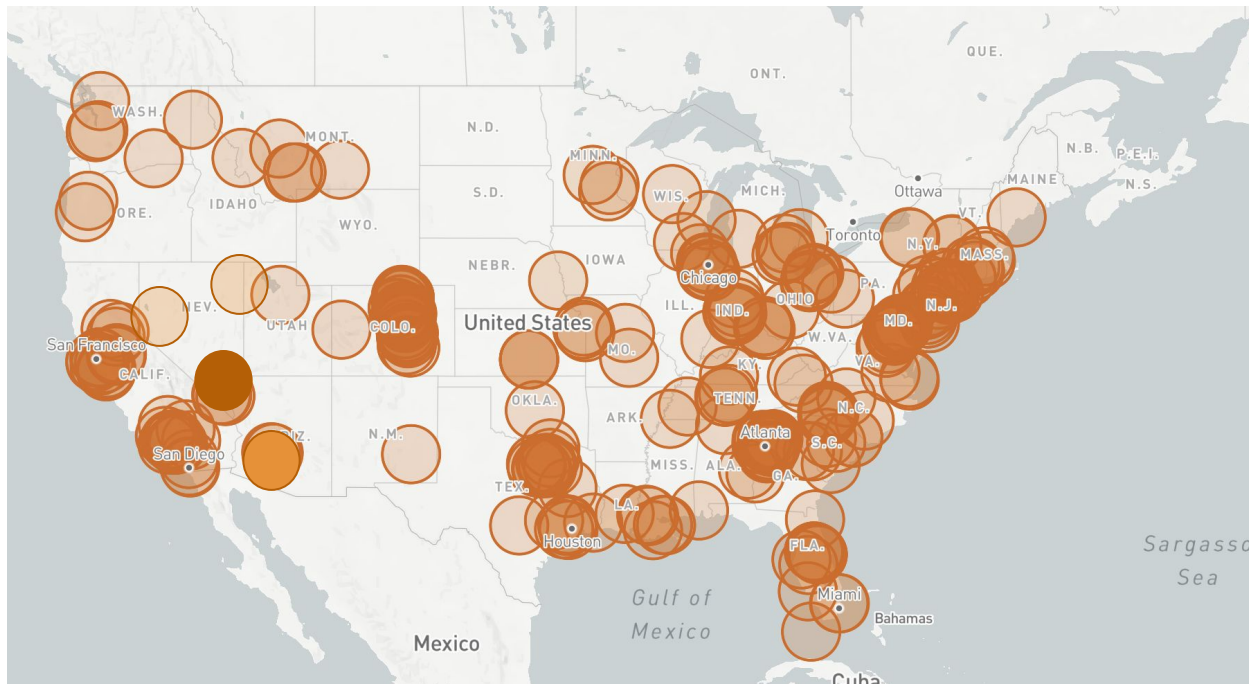 QUE.
ONT.
WASH.
MONT.
N.D.
MINN.
N.B.
P.E.I.
Ottawa
MAINE
N.S.
S.D.
WIS.
MICH.
VT.
ORE.
IDAHO
WYO.
Toronto
N.Y.
MASS.
NEBR.
IOWA
Chicago
PA.
NEV.
UTAH
COLO.
United States
ILL.
IND.
OHIO
N.J.
MD.
San Francisco
CALIF.
MO.
W.VA.
VA.
KY.
OKLA.
TENN.
N.C.
ARK.
ARIZ.
N.M.
Atlanta
S.C.
San Diego
MISS.
ALA.
GA.
TEX.
LA.
Houston
FLA.
Sargasso
Sea
Gulf of
Mexico
Miami
Bahamas
Mexico
Cuba